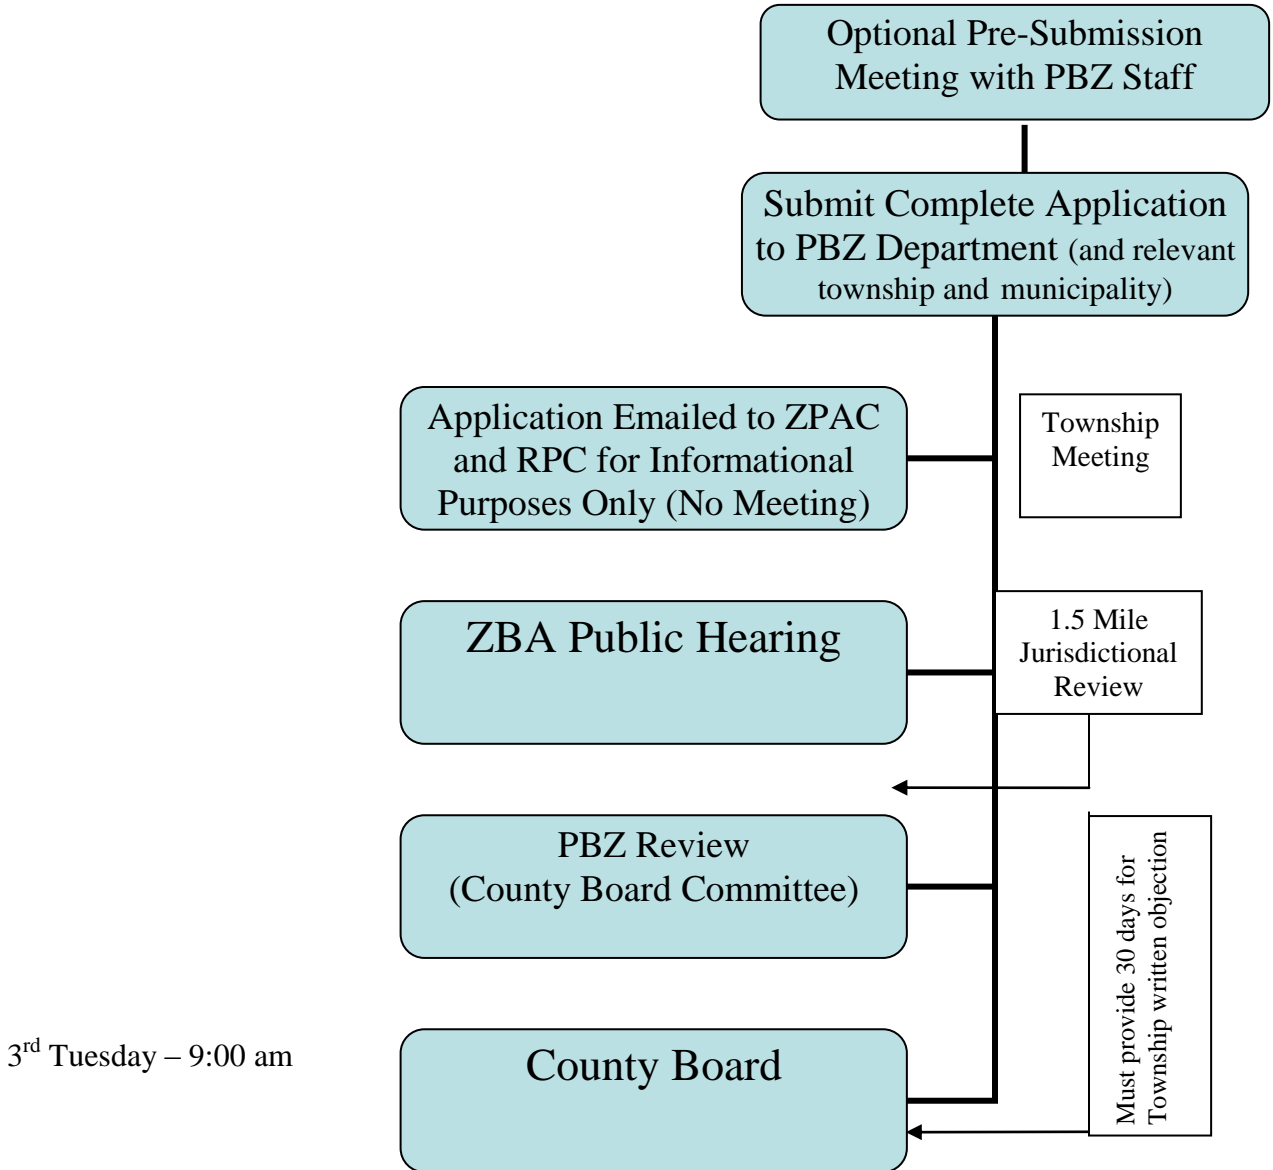 Optional Pre-Submission
Meeting with PBZ Staff
Submit Complete Application
to PBZ Department (and relevant
township and municipality)
Application Emailed to ZPAC
and RPC for Informational
Purposes Only (No Meeting)
Township
Meeting
ZBA Public Hearing
1.5 Mile
Jurisdictional
Review
PBZ Review
(County Board Committee)
Must provide 30 days for
Township written objection
3rd Tuesday – 9:00 am
County Board